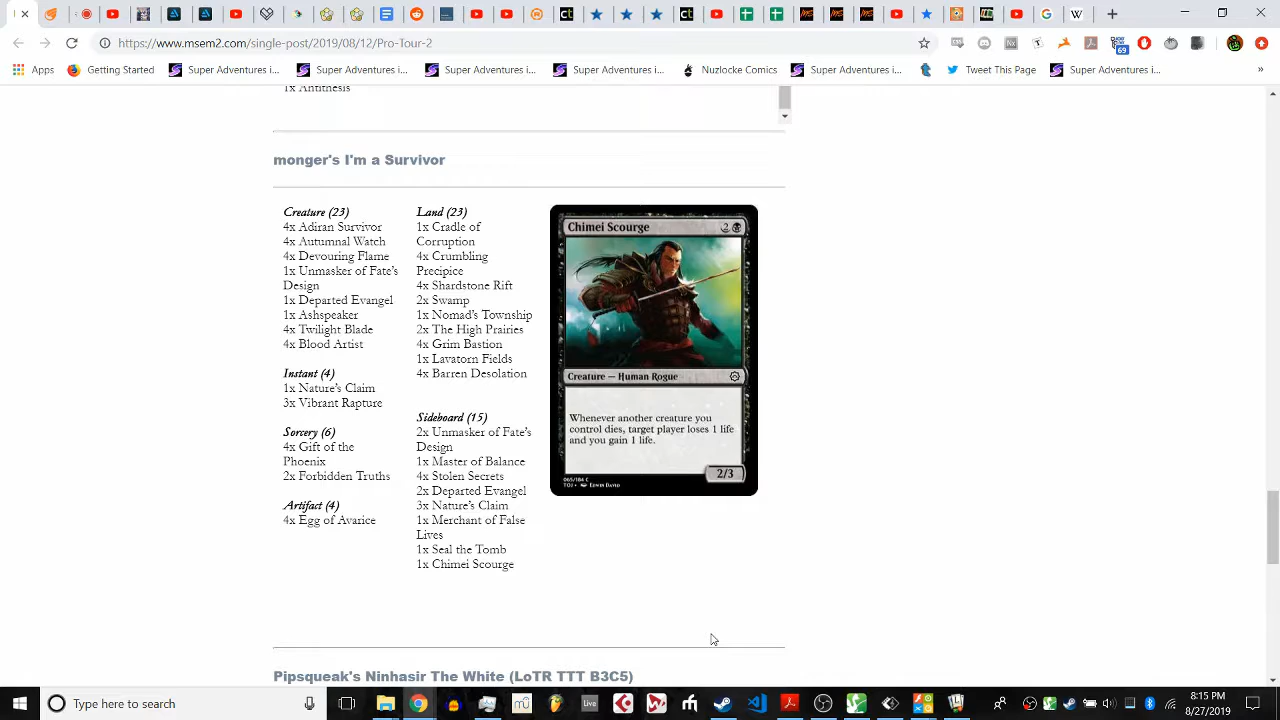 https://www.msem2.com/single-post/2019/08/12/Pro-Tour-2
69
Apps
Getting Started
Super Adventures i...
Super Adventures i...
Super Adventures i...
Super Adventures i...
Nuzlocke Comics
Super Adventures i...
Tweet This Page
Super Adventures i...
»
1x Antithesis
monger's I'm a Survivor
Creature (23)
4x Adiran Survivor
4x Autumnal Watch
4x Devouring Flame
1x Unmasker of Fate's
Design
1x Departed Evangel
1x Ashspeaker
4x Twilight Blade
4x Blood Artist
Instant (4)
1x Nature's Claim
3x Vibrant Rapture
Sorcery (6)
4x Gift of the
Phoenix
2x Forbidden Truths
Artifact (4)
4x Egg of Avarice
Land (23)
1x Cradle of
Corruption
4x Crumbling
Precipice
4x Shardstone Rift
2x Swamp
1x Nomad's Township
2x The High Prairies
4x Grim Bastion
1x Lavatorn Fields
4x Barren Desolation
Sideboard (15)
2x Unmasker of Fate's
Design
1x Master of Balance
4x Stolen Secrets
2x Departed Evangel
3x Nature's Claim
1x Merchant of False
Lives
1x Seal the Tomb
1x Chimei Scourge
Chimei Scourge
2
Creature — Human Rogue
Whenever another creature you
control dies, target player loses 1 life
and you gain 1 life.
2/3
065/184 C
TOJ • Edwin David
Pipsqueak's Ninhasir The White (LoTR TTT B3C5)
Type here to search
Live
8:15 PM
8/27/2019